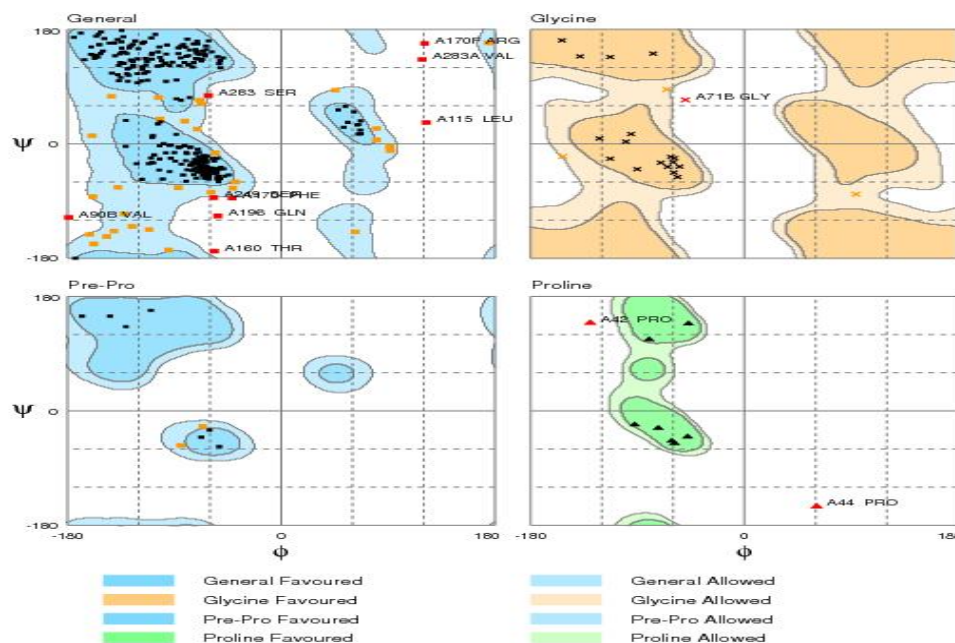 General
Glycine
180
A170F ARG
A283A VAL
A283 SER
A71B GLY
A115 LEU
Ψ 0
A90B VAL
A196 GLN
A160 THR
-180
Pre-Pro
Proline
180
A42 PRO
Ψ 0
A44 PRO
-180
-180 0 180 -180 0 180
Φ Φ
General Favoured General Allowed
Glycine Favoured Glycine Allowed
Pre-Pro Favoured Pre-Pro Allowed
Proline Favoured Proline Allowed